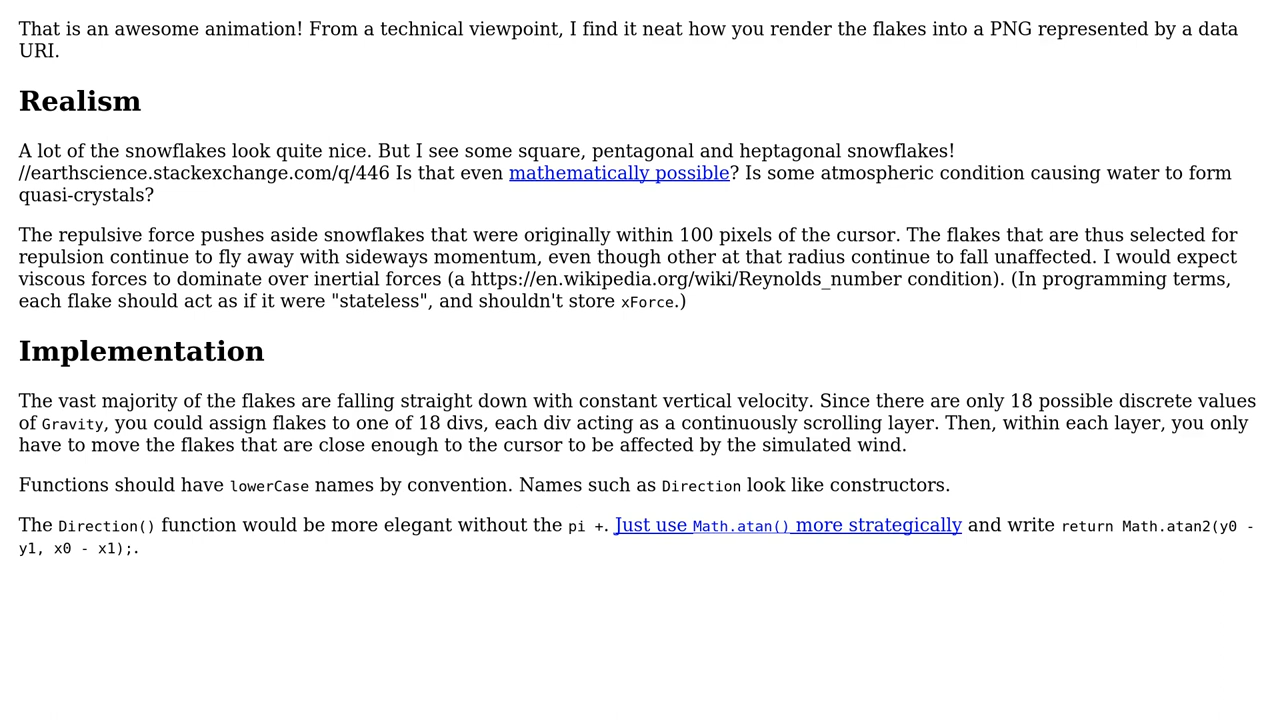 That is an awesome animation! From a technical viewpoint, I find it neat how you render the flakes into a PNG represented by a data
URI.
Realism
A lot of the snowflakes look quite nice. But I see some square, pentagonal and heptagonal snowflakes!
//earthscience.stackexchange.com/q/446 Is that even mathematically possible? Is some atmospheric condition causing water to form
quasi-crystals?
The repulsive force pushes aside snowflakes that were originally within 100 pixels of the cursor. The flakes that are thus selected for
repulsion continue to fly away with sideways momentum, even though other at that radius continue to fall unaffected. I would expect
viscous forces to dominate over inertial forces (a https://en.wikipedia.org/wiki/Reynolds_number condition). (In programming terms,
each flake should act as if it were "stateless", and shouldn't store xForce.)
Implementation
The vast majority of the flakes are falling straight down with constant vertical velocity. Since there are only 18 possible discrete values
of Gravity, you could assign flakes to one of 18 divs, each div acting as a continuously scrolling layer. Then, within each layer, you only
have to move the flakes that are close enough to the cursor to be affected by the simulated wind.
Functions should have lowerCase names by convention. Names such as Direction look like constructors.
The Direction() function would be more elegant without the pi +. Just use Math.atan() more strategically and write return Math.atan2(y0 -
y1, x0 - x1);.